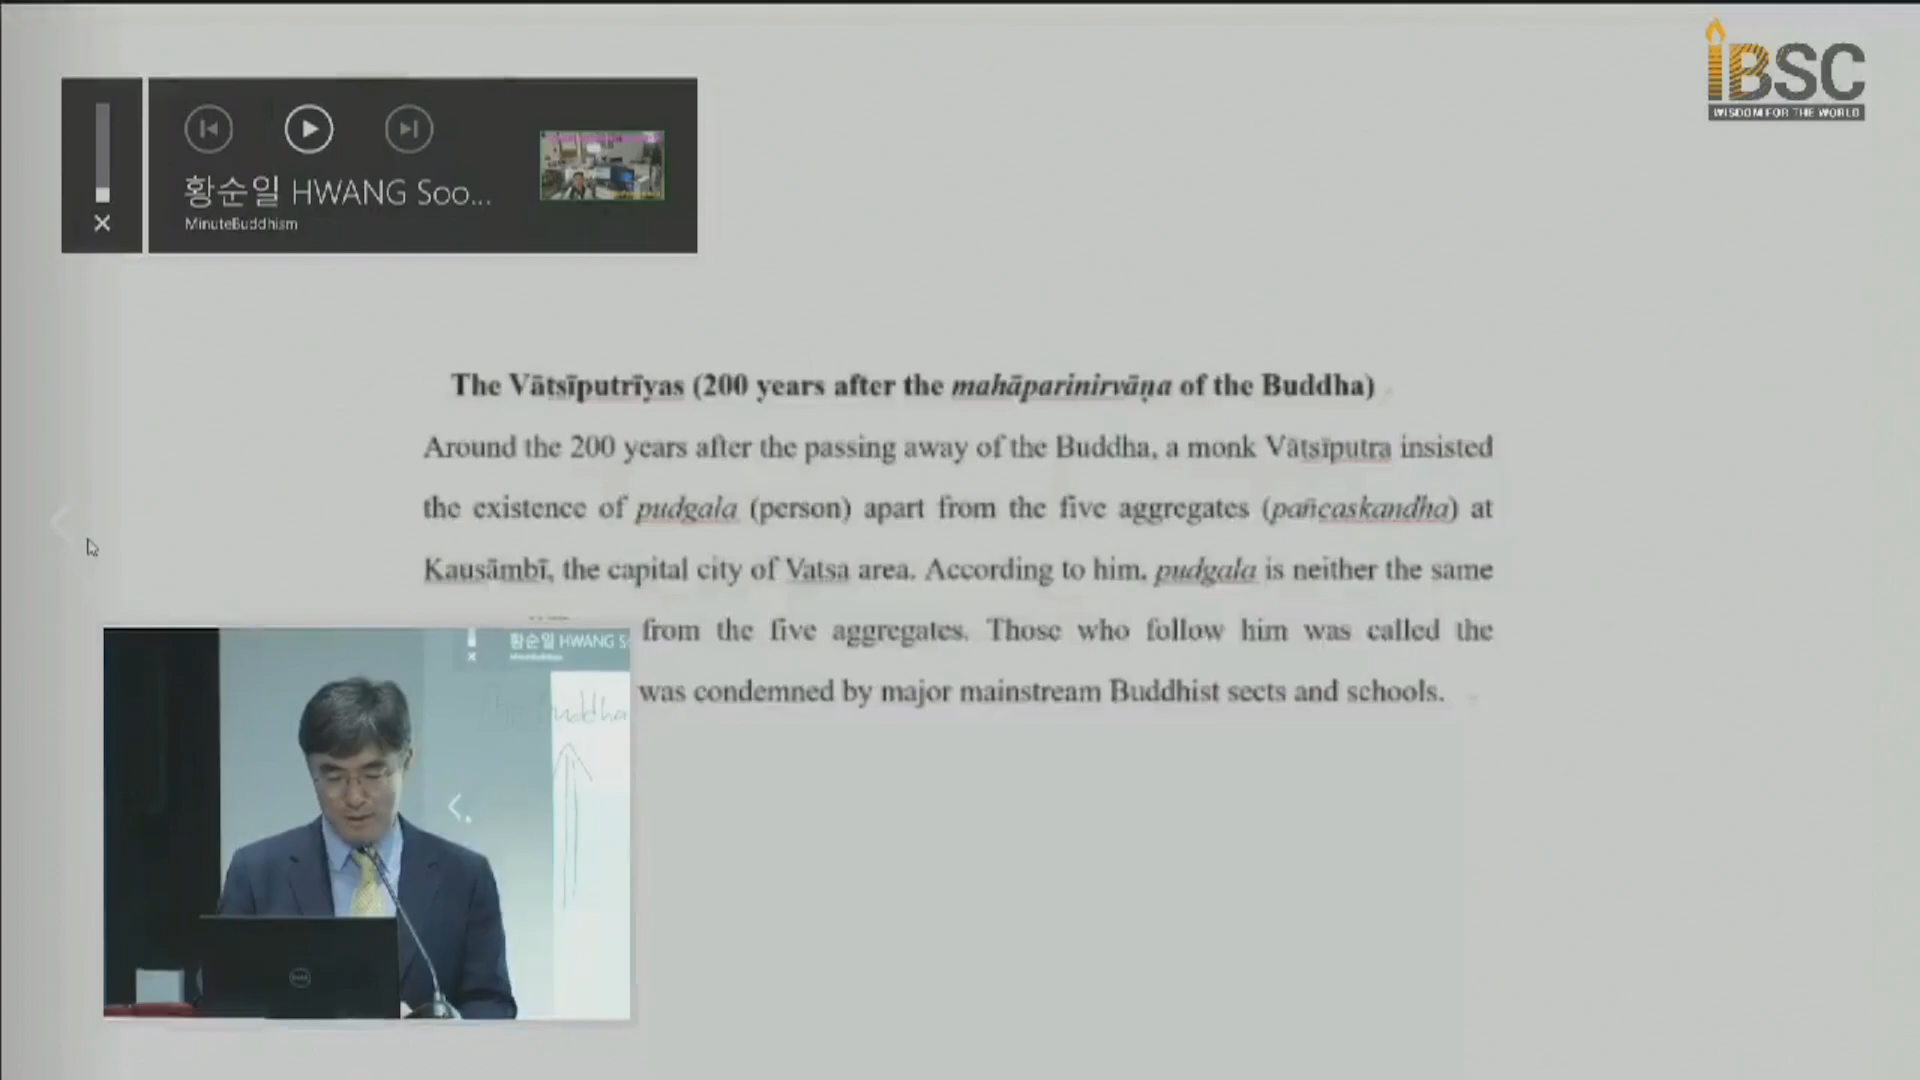 iBSC
WISDOM FOR THE WORLD
황순일 HWANG Soo...
MinuteBuddhism
The Vātsīputrīyas (200 years after the mahāparinirvāṇa of the Buddha)
Around the 200 years after the passing away of the Buddha, a monk Vātsīputra insisted
the existence of pudgala (person) apart from the five aggregates (pañcaskandha) at
Kausāmbī, the capital city of Vatsa area. According to him, pudgala is neither the same
from the five aggregates. Those who follow him was called the
was condemned by major mainstream Buddhist sects and schools.
황순일 HWANG S